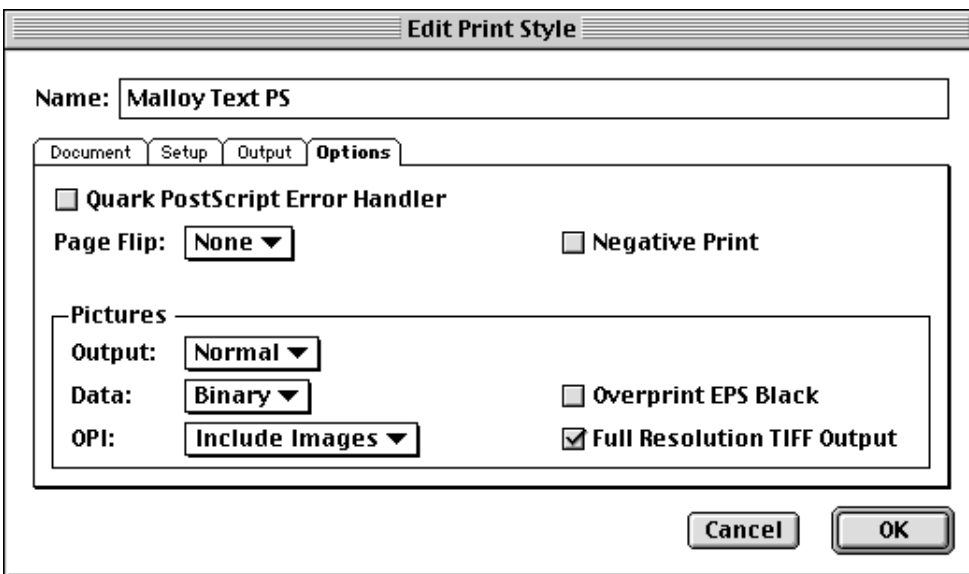 Edit Print Style
Name: Malloy Text PS
Document Setup Output Options
Quark PostScript Error Handler
Page Flip: None Negative Print
Pictures
Output: Normal
Data: Binary Overprint EPS Black
OPI: Include Images Full Resolution TIFF Output
Cancel OK